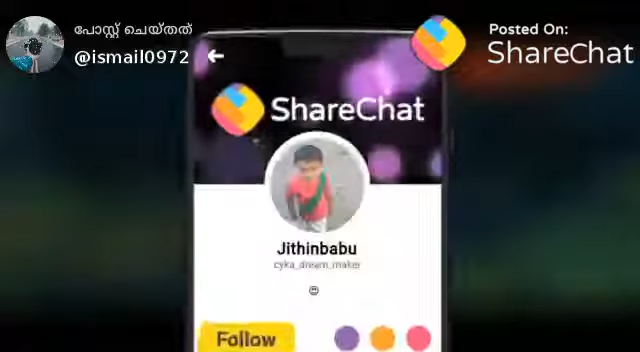 പോസ്റ്റ് ചെയ്തത്
@ismail0972
Posted On:
ShareChat
ShareChat
Jithinbabu
cyka_dream_maker
Follow